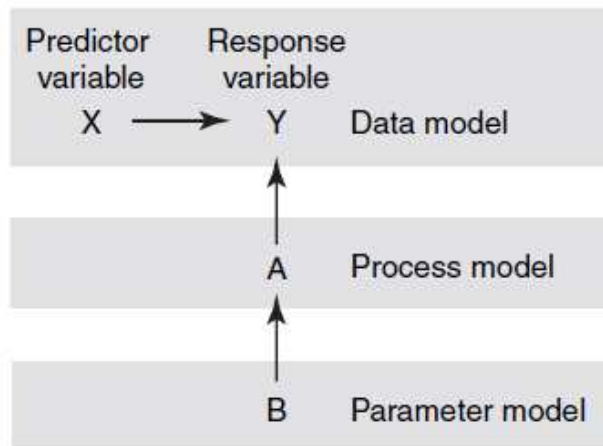 Predictor Response
variable variable
X Y Data model
A Process model
B Parameter model